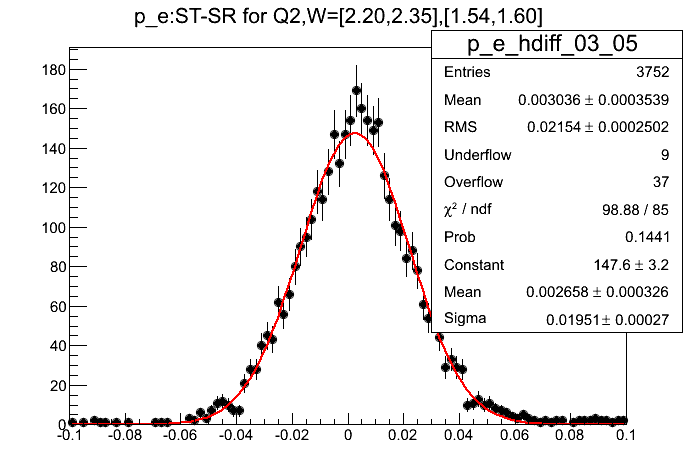 p_e:ST-SR for Q2,W=[2.20,2.35],[1.54,1.60]
p_e_hdiff_03_05
Entries 3752
Mean 0.003036 ± 0.0003539
RMS 0.02154 ± 0.0002502
Underflow 9
Overflow 37
χ² / ndf 98.88 / 85
Prob 0.1441
Constant 147.6 ± 3.2
Mean 0.002658 ± 0.000326
Sigma 0.01951 ± 0.00027
180
160
140
120
100
80
60
40
20
0
-0.1 -0.08 -0.06 -0.04 -0.02 0 0.02 0.04 0.06 0.08 0.1